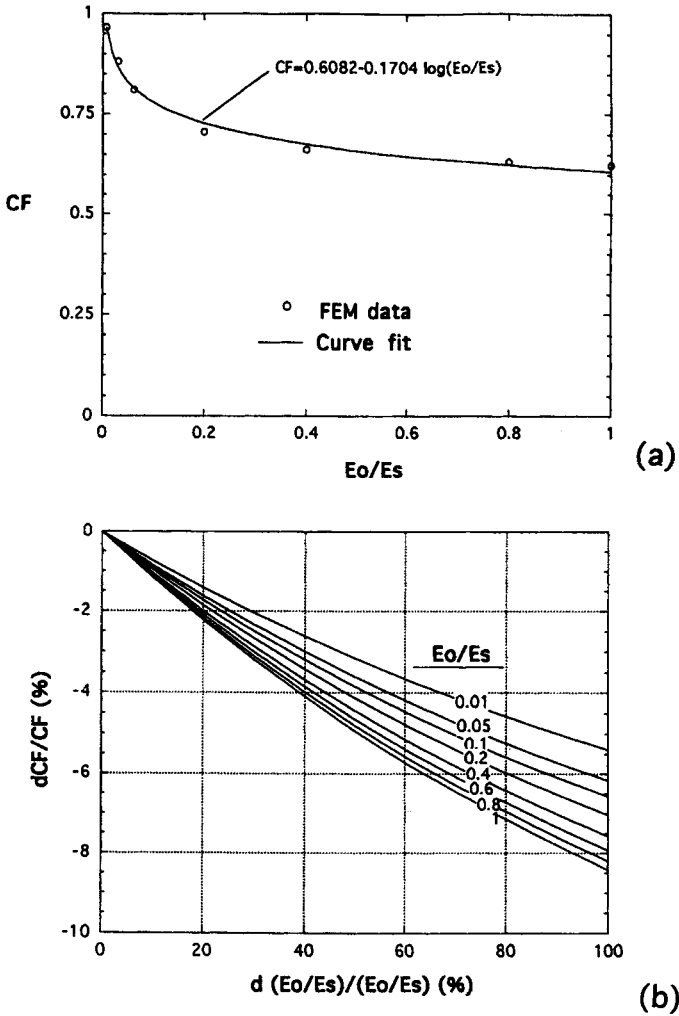 1
0.75
CF
0.5
0.25
0
CF=0.6082-0.1704 log(Eo/Es)
FEM data
Curve fit
0 0.2 0.4 0.6 0.8 1
Eo/Es
(a)
0
-2
-4
-6
-8
-10
dCF/CF (%)
Eo/Es
0.01
0.05
0.1
0.2
0.4
0.6
0.8
1
0 20 40 60 80 100
d (Eo/Es)/(Eo/Es) (%)
(b)